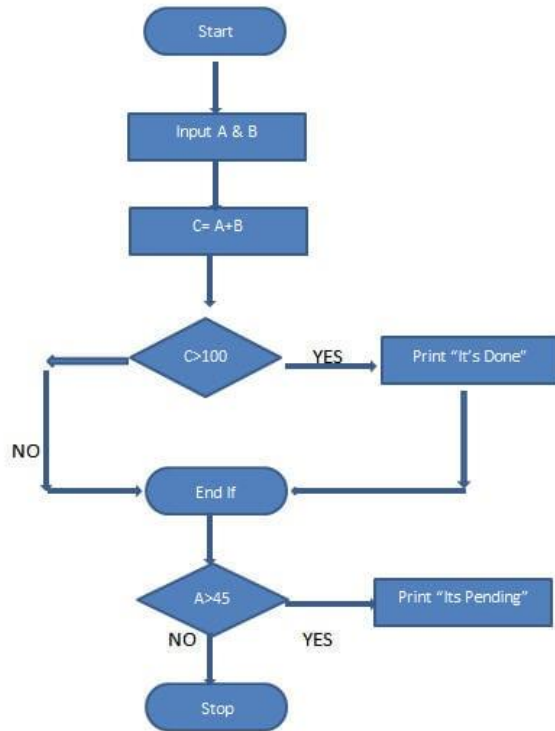 Start
Input A & B
C= A+B
C>100
YES
Print “It’s Done”
NO
End If
A>45
Print “Its Pending”
NO
YES
Stop